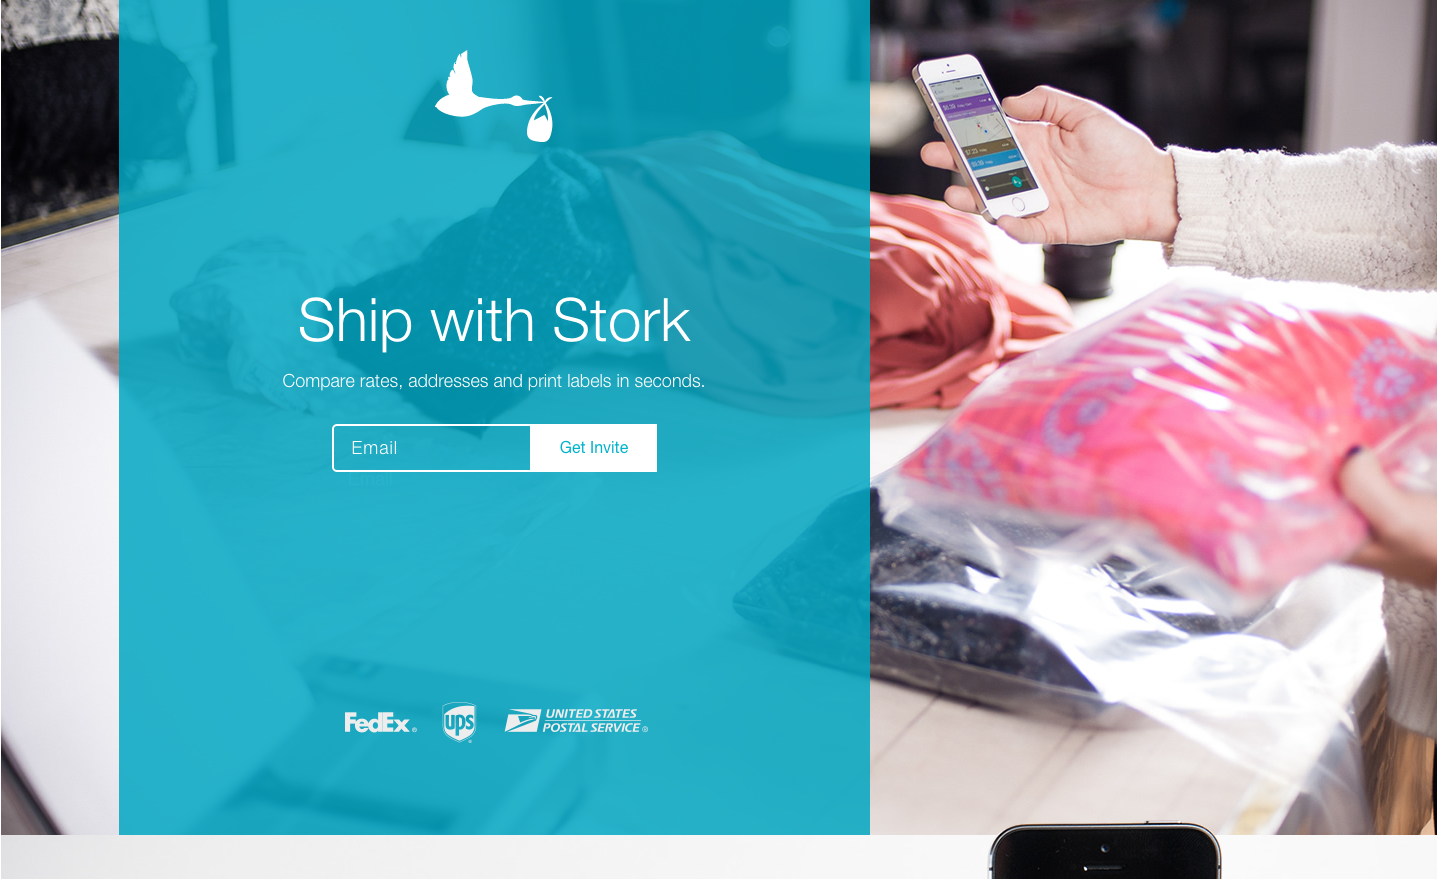 Ship with Stork
Compare rates, addresses and print labels in seconds.
Email
Get Invite
Email
FedEx®
ups
UNITED STATES
POSTAL SERVICE®